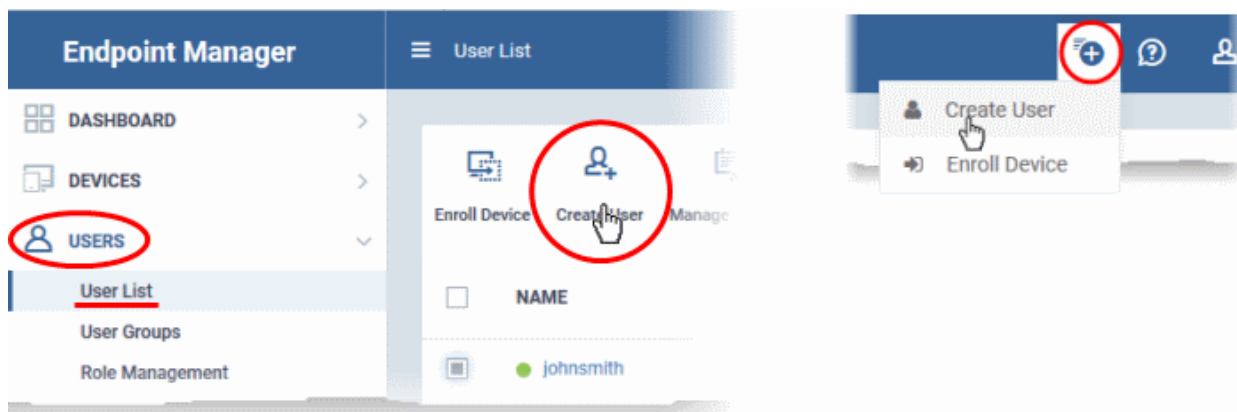 Endpoint Manager
User List
DASHBOARD
DEVICES
USERS
User List
User Groups
Role Management
Enroll Device
Create User
Manage
NAME
johnsmith
Create User
Enroll Device